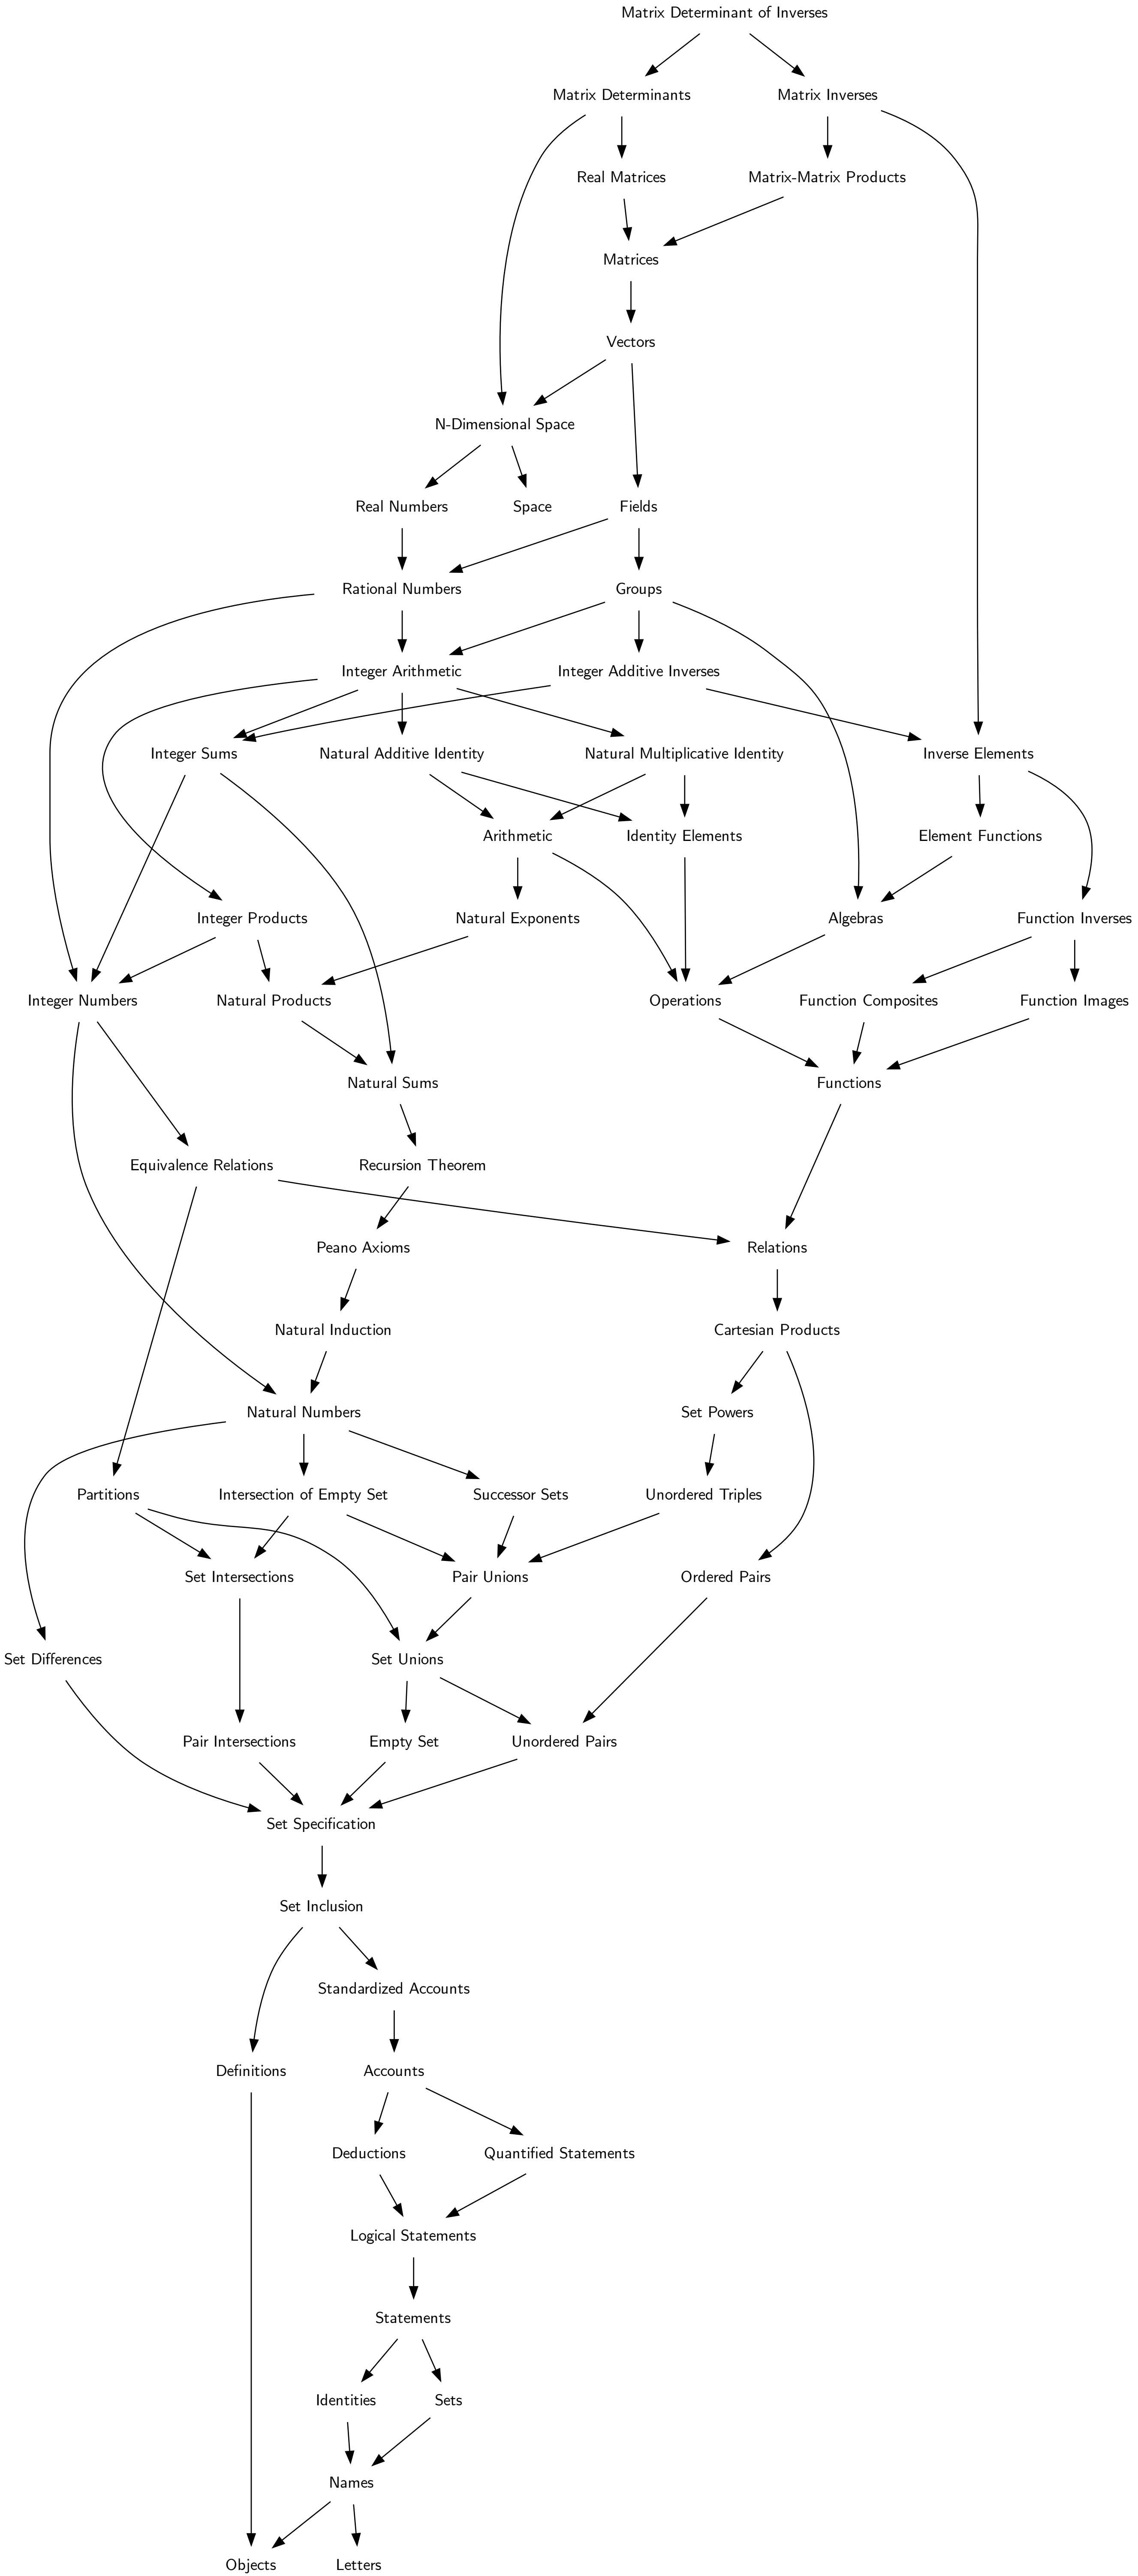 Matrix Determinant of Inverses
Matrix Determinants
Matrix Inverses
Real Matrices
Matrix-Matrix Products
Matrices
Vectors
N-Dimensional Space
Real Numbers
Space
Fields
Rational Numbers
Groups
Integer Arithmetic
Integer Additive Inverses
Integer Sums
Natural Additive Identity
Natural Multiplicative Identity
Inverse Elements
Arithmetic
Identity Elements
Element Functions
Integer Products
Natural Exponents
Algebras
Function Inverses
Integer Numbers
Natural Products
Operations
Function Composites
Function Images
Natural Sums
Functions
Equivalence Relations
Recursion Theorem
Peano Axioms
Relations
Natural Induction
Cartesian Products
Natural Numbers
Set Powers
Partitions
Intersection of Empty Set
Successor Sets
Unordered Triples
Set Intersections
Pair Unions
Ordered Pairs
Set Differences
Set Unions
Pair Intersections
Empty Set
Unordered Pairs
Set Specification
Set Inclusion
Standardized Accounts
Definitions
Accounts
Deductions
Quantified Statements
Logical Statements
Statements
Identities
Sets
Names
Objects
Letters